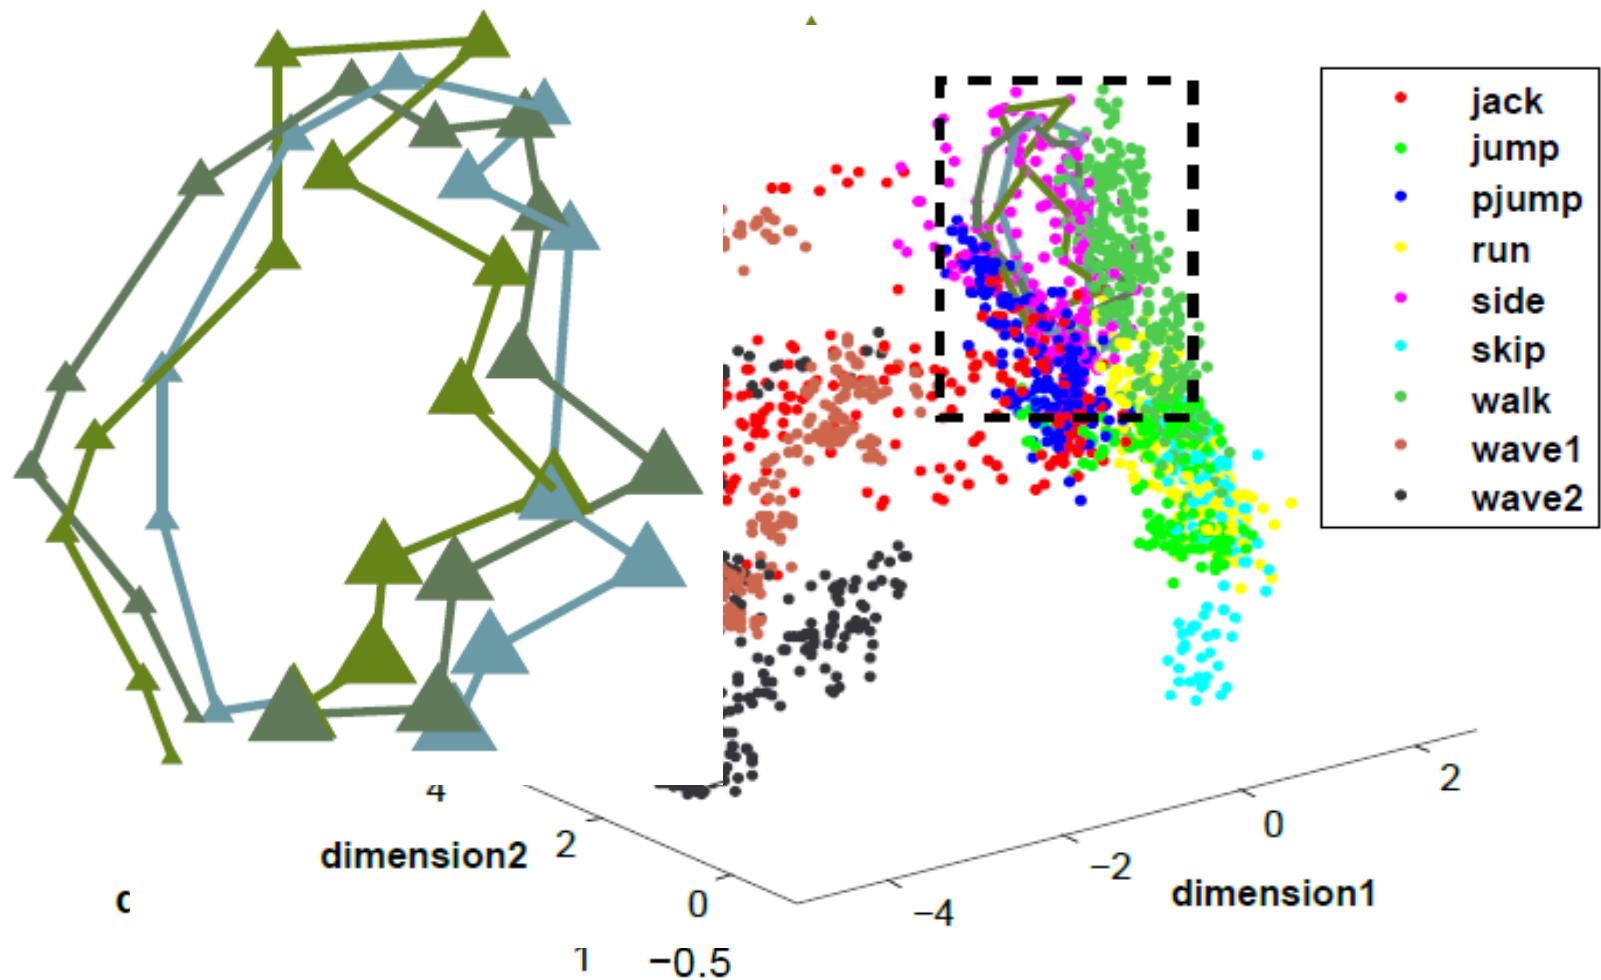 jack
jump
pjump
run
side
skip
walk
wave1
wave2
4
2
0
dimension2
2
0
−2
−4
dimension1
1
−0.5